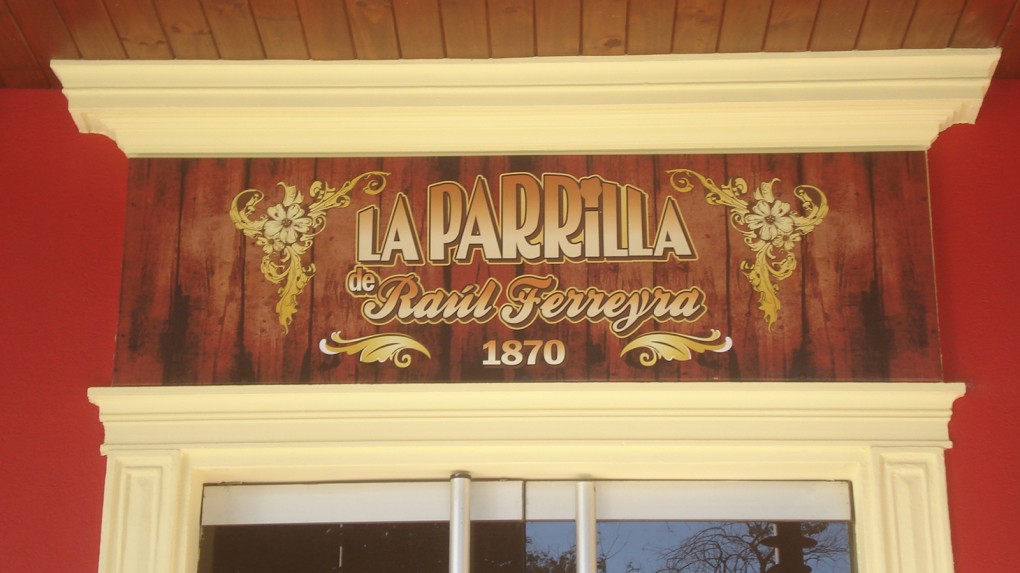 LA PARRiLLA
de Raúl Ferreyra
1870